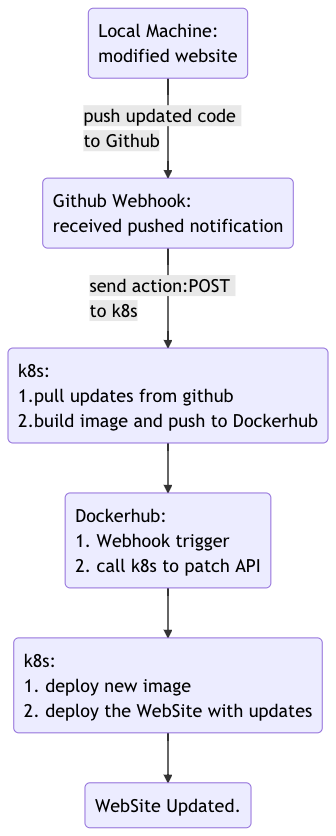 Local Machine:
modified website
push updated code
to Github
Github Webhook:
received pushed notification
send action:POST
to k8s
k8s:
1.pull updates from github
2.build image and push to Dockerhub
Dockerhub:
1. Webhook trigger
2. call k8s to patch API
k8s:
1. deploy new image
2. deploy the WebSite with updates
WebSite Updated.